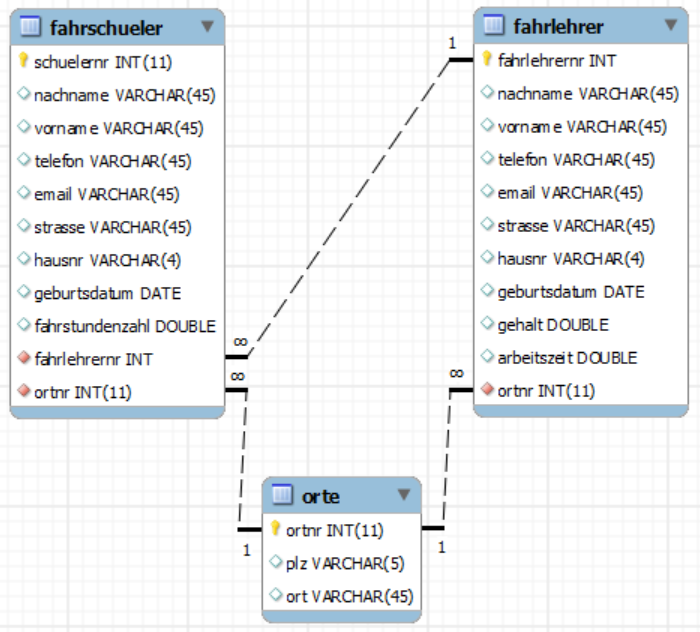 fahrschueler
schuelernr INT(11)
nachname VARCHAR(45)
vorname VARCHAR(45)
telefon VARCHAR(45)
email VARCHAR(45)
strasse VARCHAR(45)
hausnr VARCHAR(4)
geburtsdatum DATE
fahrstundenzahl DOUBLE
fahrlehrernr INT
ortnr INT(11)
∞
∞
fahrlehrer
1
fahrlehrernr INT
nachname VARCHAR(45)
vorname VARCHAR(45)
telefon VARCHAR(45)
email VARCHAR(45)
strasse VARCHAR(45)
hausnr VARCHAR(4)
geburtsdatum DATE
gehalt DOUBLE
arbeitszeit DOUBLE
ortnr INT(11)
∞
orte
ortnr INT(11)
plz VARCHAR(5)
ort VARCHAR(45)
1
1